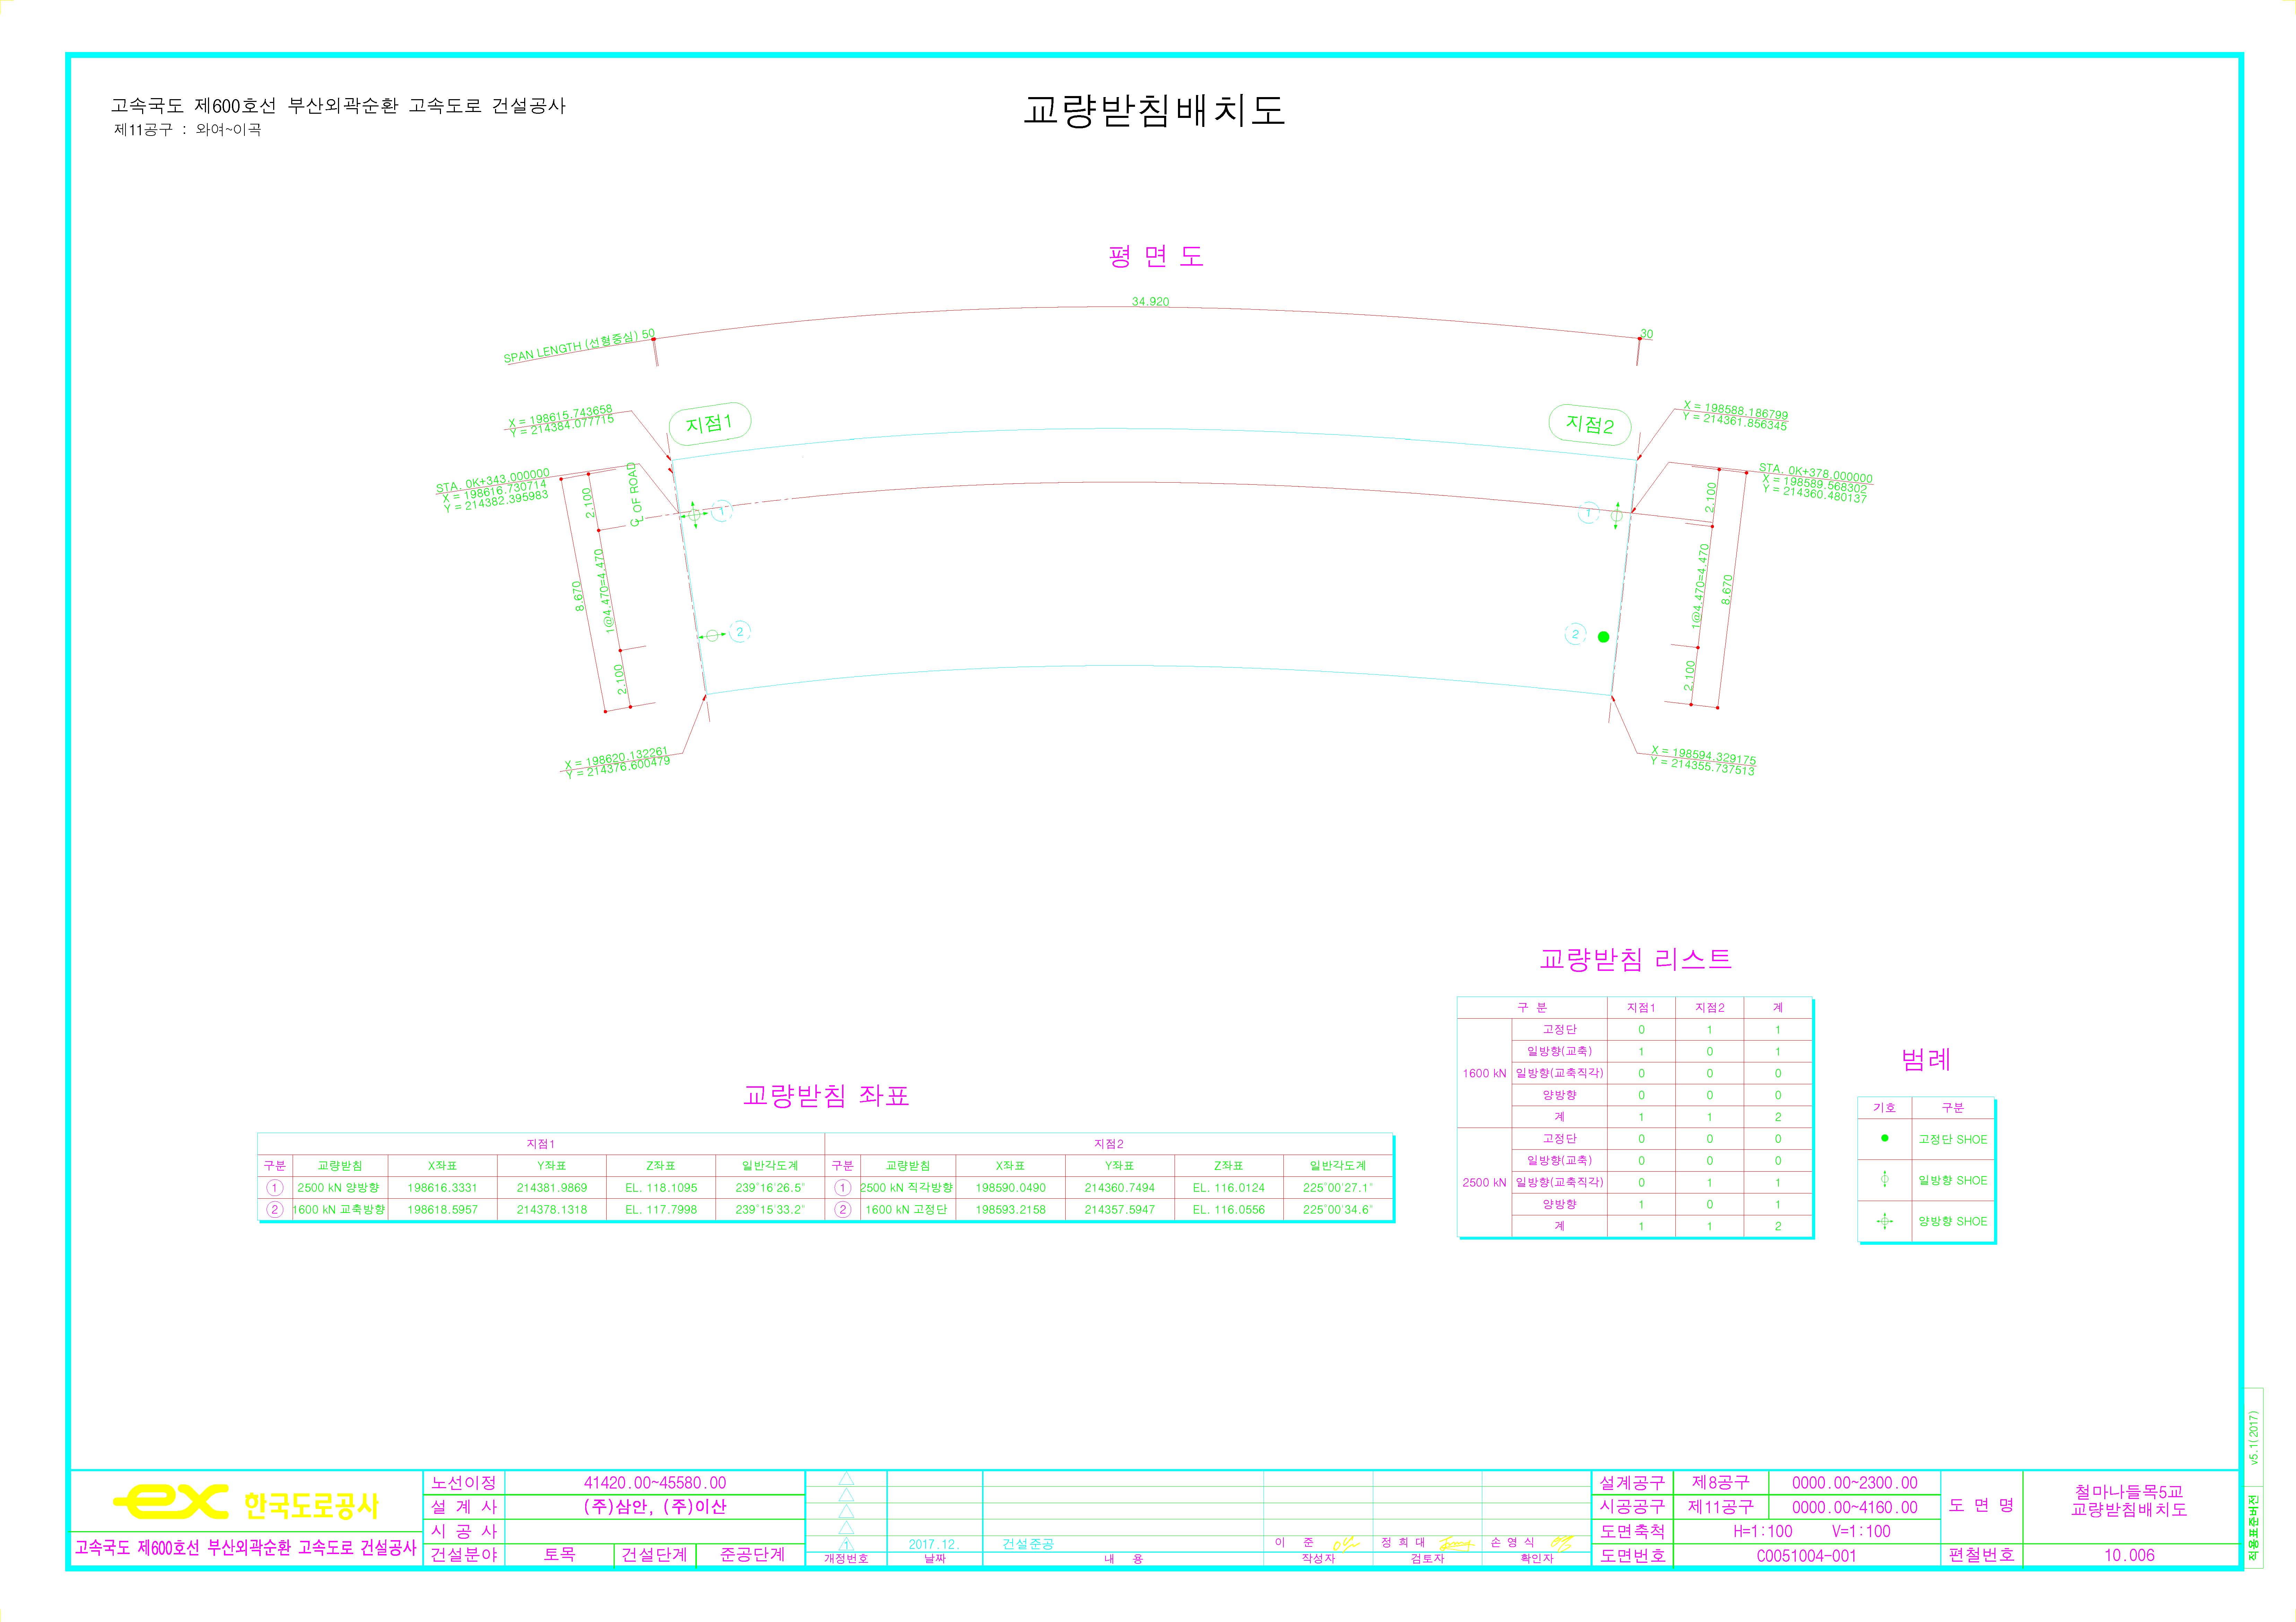 고속국도 제600호선 부산외곽순환 고속도로 건설공사
제11공구 : 와여~이곡
교량받침배치도
평 면 도
34.920
SPAN LENGTH (선형중심) 50
30
지점1
지점2
X = 198615.743658
Y = 214384.077715
X = 198588.186799
Y = 214361.856345
STA. 0K+343.000000
X = 198616.730714
Y = 214382.395983
STA. 0K+378.000000
X = 198589.568302
Y = 214360.480137
CL OF ROAD
2.100
1@4.470=4.470
2.100
8.670
1
2
1
2
2.100
1@4.470=4.470
2.100
8.670
X = 198620.132261
Y = 214376.600479
X = 198594.329175
Y = 214355.737513
교량받침 리스트
구 분 지점1 지점2 계
1600 kN
고정단 0 1 1
일방향(교축) 1 0 1
일방향(교축직각) 0 0 0
양방향 0 0 0
계 1 1 2
2500 kN
고정단 0 0 0
일방향(교축) 0 0 0
일방향(교축직각) 0 1 1
양방향 1 0 1
계 1 1 2
범례
기호 구분
고정단 SHOE
일방향 SHOE
양방향 SHOE
교량받침 좌표
지점1 지점2
구분 교량받침 X좌표 Y좌표 Z좌표 일반각도계 구분 교량받침 X좌표 Y좌표 Z좌표 일반각도계
1 2500 kN 양방향 198616.3331 214381.9869 EL. 118.1095 239°16'26.5" 1 2500 kN 직각방향 198590.0490 214360.7494 EL. 116.0124 225°00'27.1"
2 1600 kN 교축방향 198618.5957 214378.1318 EL. 117.7998 239°15'33.2" 2 1600 kN 고정단 198593.2158 214357.5947 EL. 116.0556 225°00'34.6"
ex 한국도로공사
고속국도 제600호선 부산외곽순환 고속도로 건설공사
노선이정 41420.00~45580.00
설 계 사 (주)삼안, (주)이산
시 공 사
건설분야 토목 건설단계 준공단계
1 2017.12. 건설준공 이 준 정 희 대 손 영 식
개정번호 날짜 내 용 작성자 검토자 확인자
설계공구 제8공구 0000.00~2300.00
시공공구 제11공구 0000.00~4160.00
도면축척 H=1:100 V=1:100
도면번호 C0051004-001
도 면 명 철마나들목5교
교량받침배치도
편철번호 10.006
v5.1(2017)
적용표준버전